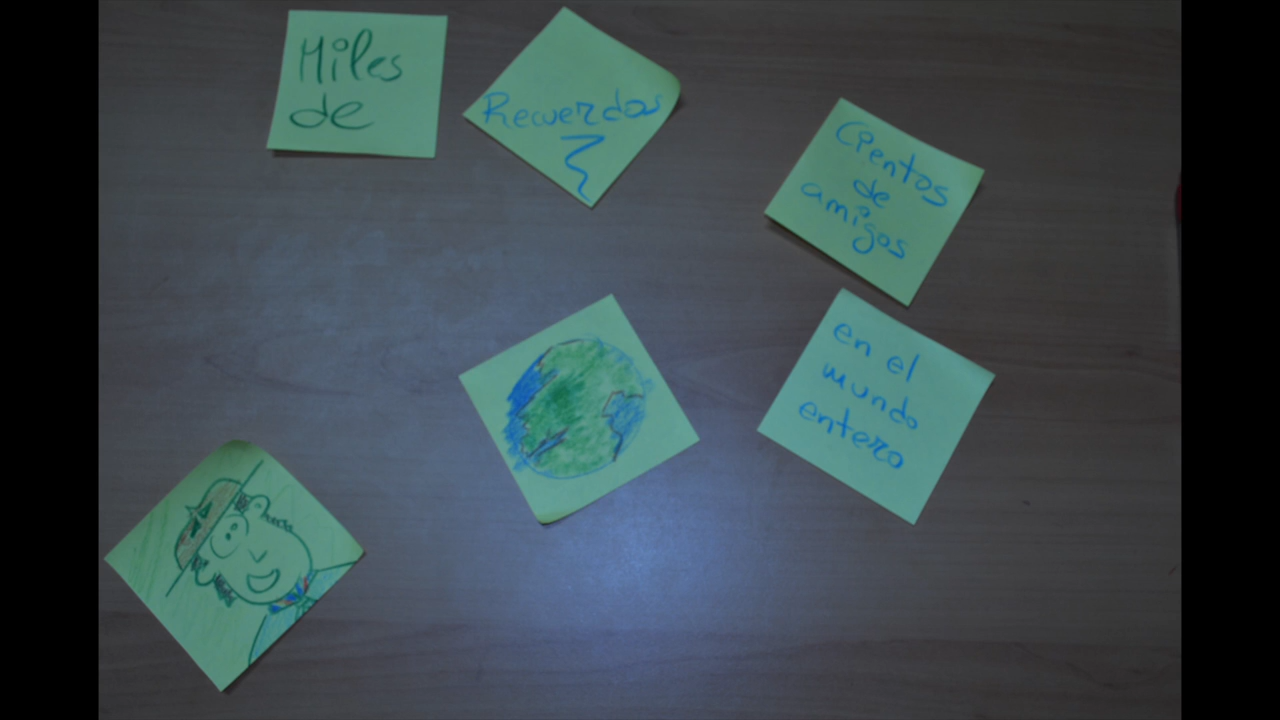 Miles
de
Recuerdos
Cientos
de
amigos
en el
mundo
entero